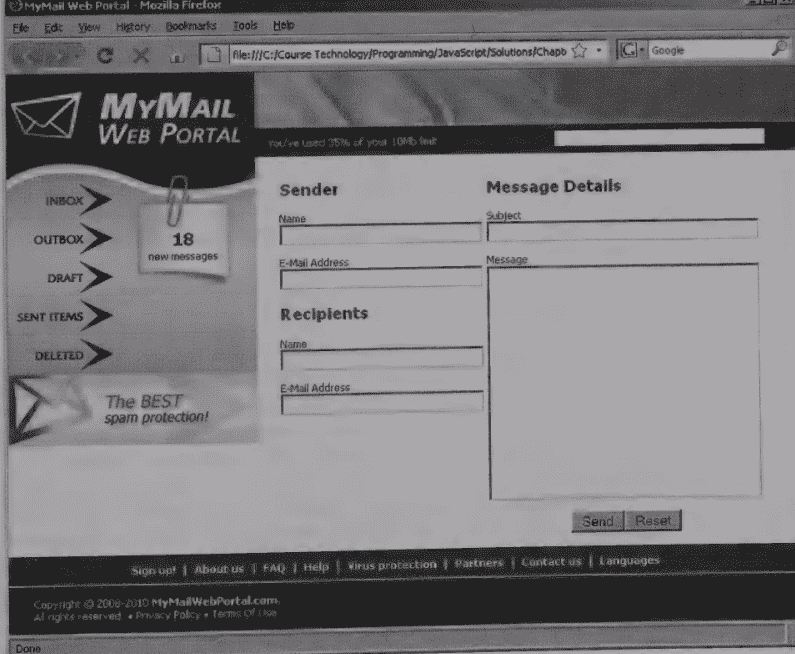 MyMail Web Portal - Mozilla Firefox
File Edit View History Bookmarks Tools Help
file:///C:/Course Technology/Programming/JavaScript/Solutions/Chapb
G Google
MYMAIL
WEB PORTAL
You've used 35% of your 10Mb limit
INBOX
OUTBOX
DRAFT
SENT ITEMS
DELETED
18
new messages
The BEST
spam protection!
Sender
Name
E-Mail Address
Recipients
Name
E-Mail Address
Message Details
Subject
Message
Send Reset
Sign up! | About us | FAQ | Help | Virus protection | Partners | Contact us | Languages
Copyright © 2008-2010 MyMailWebPortal.com.
All rights reserved. • Privacy Policy • Terms Of Use
Done